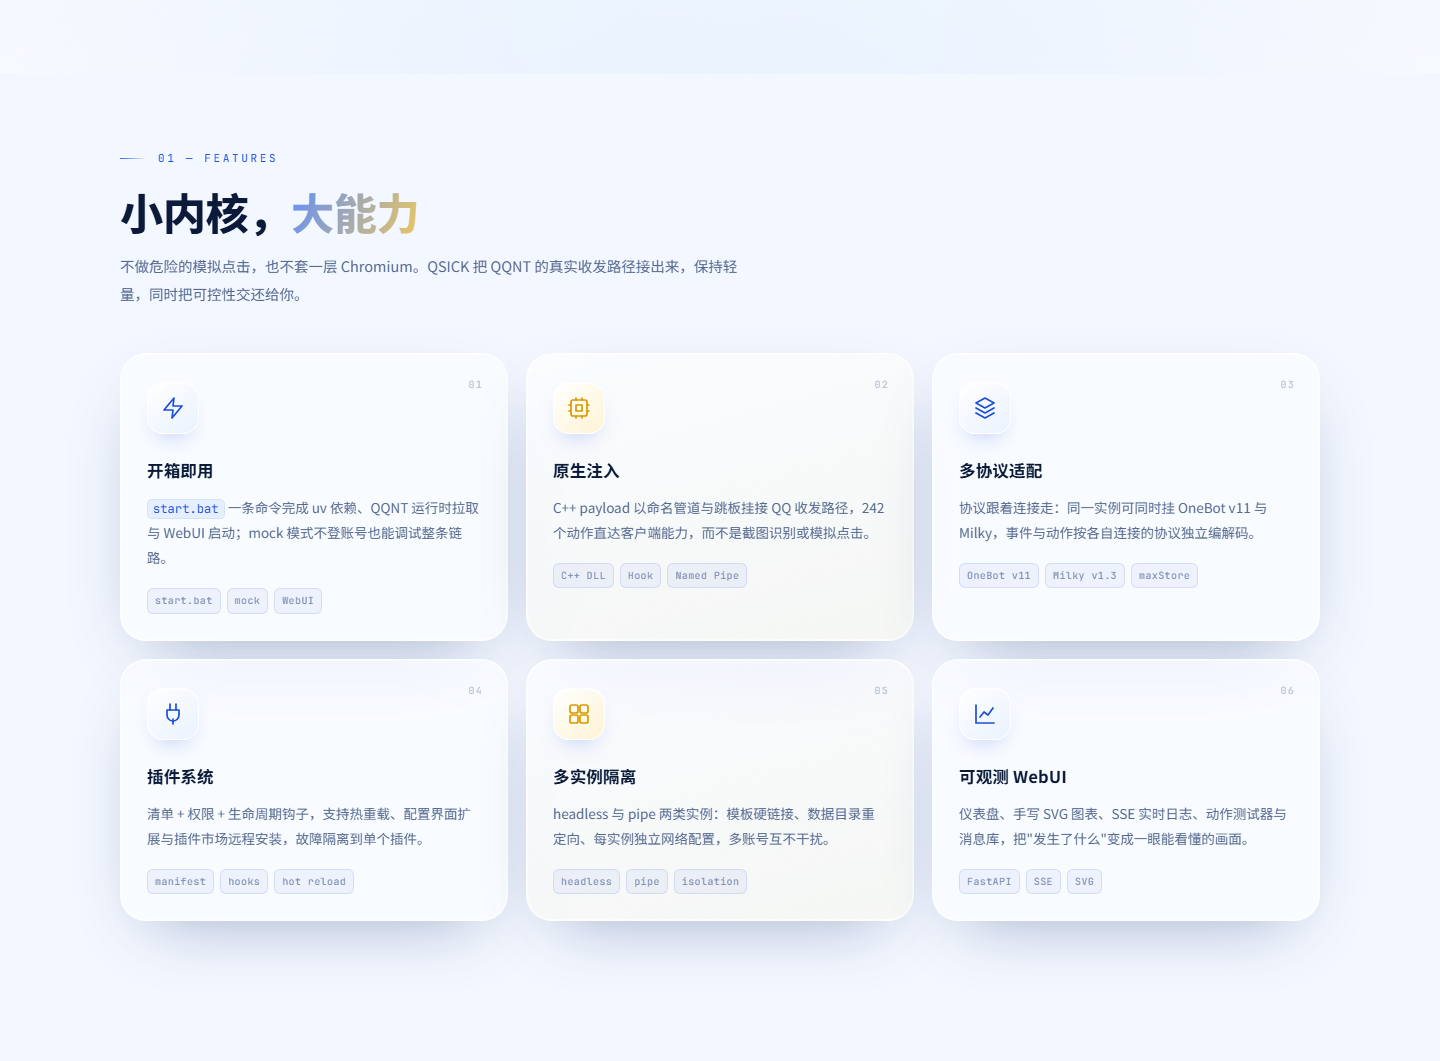 01 — FEATURES
小内核，大能力
不做危险的模拟点击，也不套一层 Chromium。QSICK 把 QQNT 的真实收发路径接出来，保持轻
量，同时把可控性交还给你。
01
开箱即用
start.bat 一条命令完成 uv 依赖、QQNT 运行时拉取
与 WebUI 启动；mock 模式不登账号也能调试整条链
路。
start.bat mock WebUI
02
原生注入
C++ payload 以命名管道与跳板挂接 QQ 收发路径，242
个动作直达客户端能力，而不是截图识别或模拟点击。
C++ DLL Hook Named Pipe
03
多协议适配
协议跟着连接走：同一实例可同时挂 OneBot v11 与
Milky，事件与动作按各自连接的协议独立编解码。
OneBot v11 Milky v1.3 maxStore
04
插件系统
清单 + 权限 + 生命周期钩子，支持热重载、配置界面扩
展与插件市场远程安装，故障隔离到单个插件。
manifest hooks hot reload
05
多实例隔离
headless 与 pipe 两类实例：模板硬链接、数据目录重
定向、每实例独立网络配置，多账号互不干扰。
headless pipe isolation
06
可观测 WebUI
仪表盘、手写 SVG 图表、SSE 实时日志、动作测试器与
消息库，把"发生了什么"变成一眼能看懂的画面。
FastAPI SSE SVG